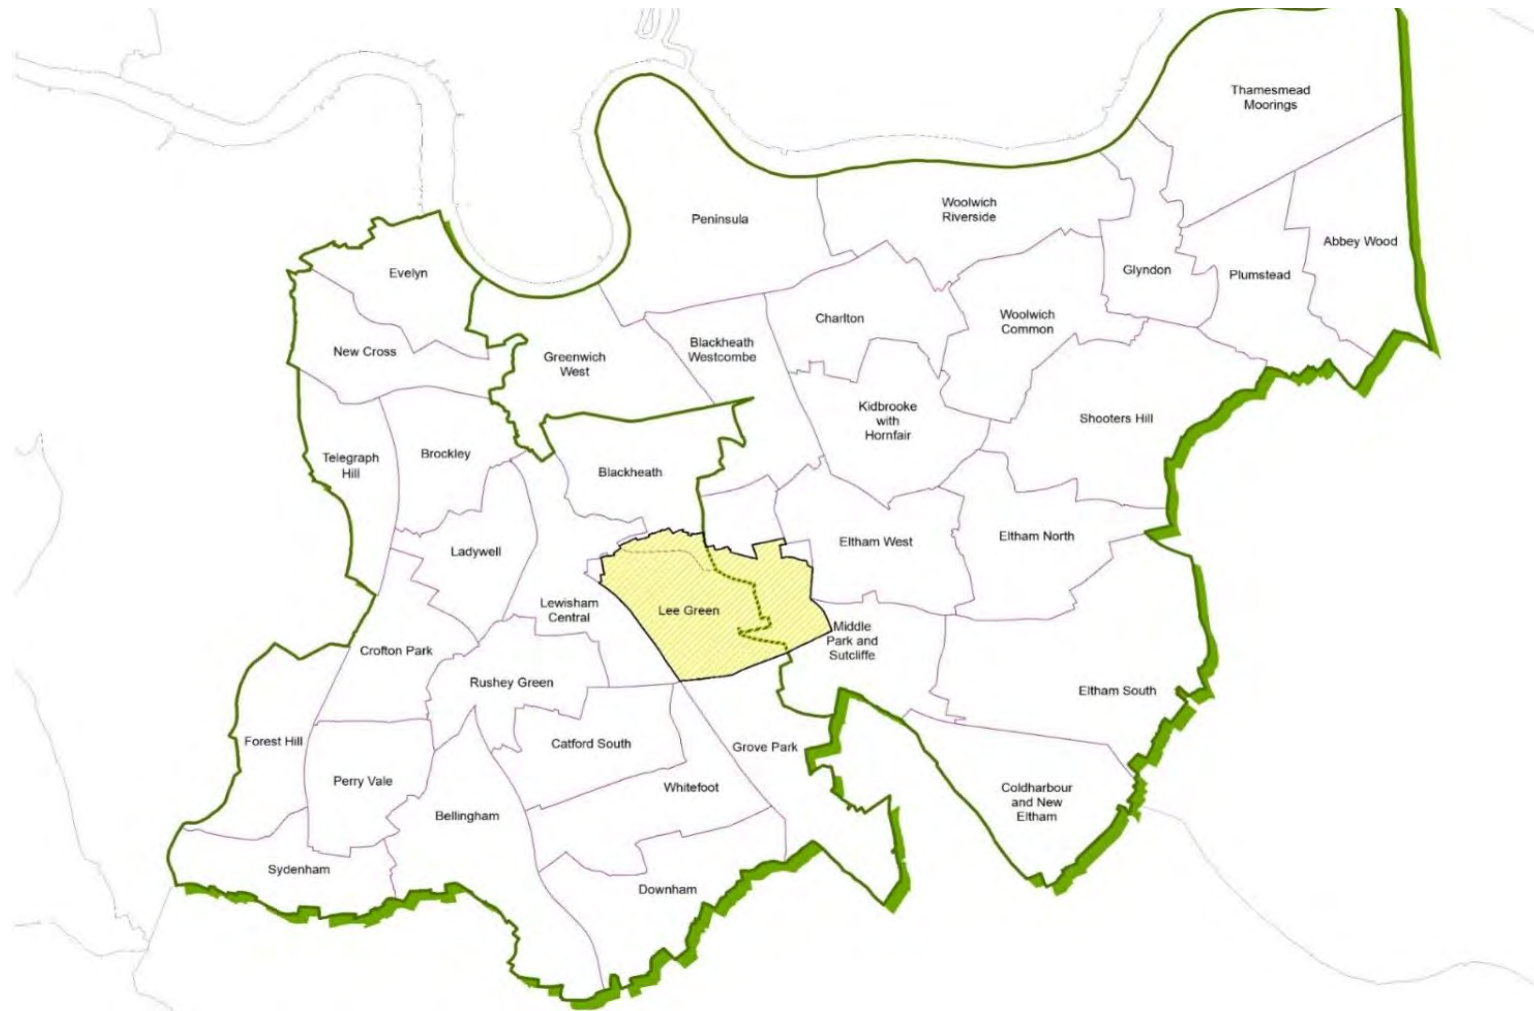 Thamesmead
Moorings
Woolwich
Riverside
Peninsula
Abbey Wood
Evelyn
Glyndon
Plumstead
Charlton
Woolwich
Common
New Cross
Greenwich
West
Blackheath
Westcombe
Kidbrooke
with
Hornfair
Shooters Hill
Telegraph
Hill
Brockley
Blackheath
Ladywell
Eltham West
Eltham North
Lewisham
Central
Lee Green
Middle
Park and
Sutcliffe
Crofton Park
Rushey Green
Eltham South
Forest Hill
Catford South
Grove Park
Perry Vale
Whitefoot
Coldharbour
and New
Eltham
Bellingham
Sydenham
Downham